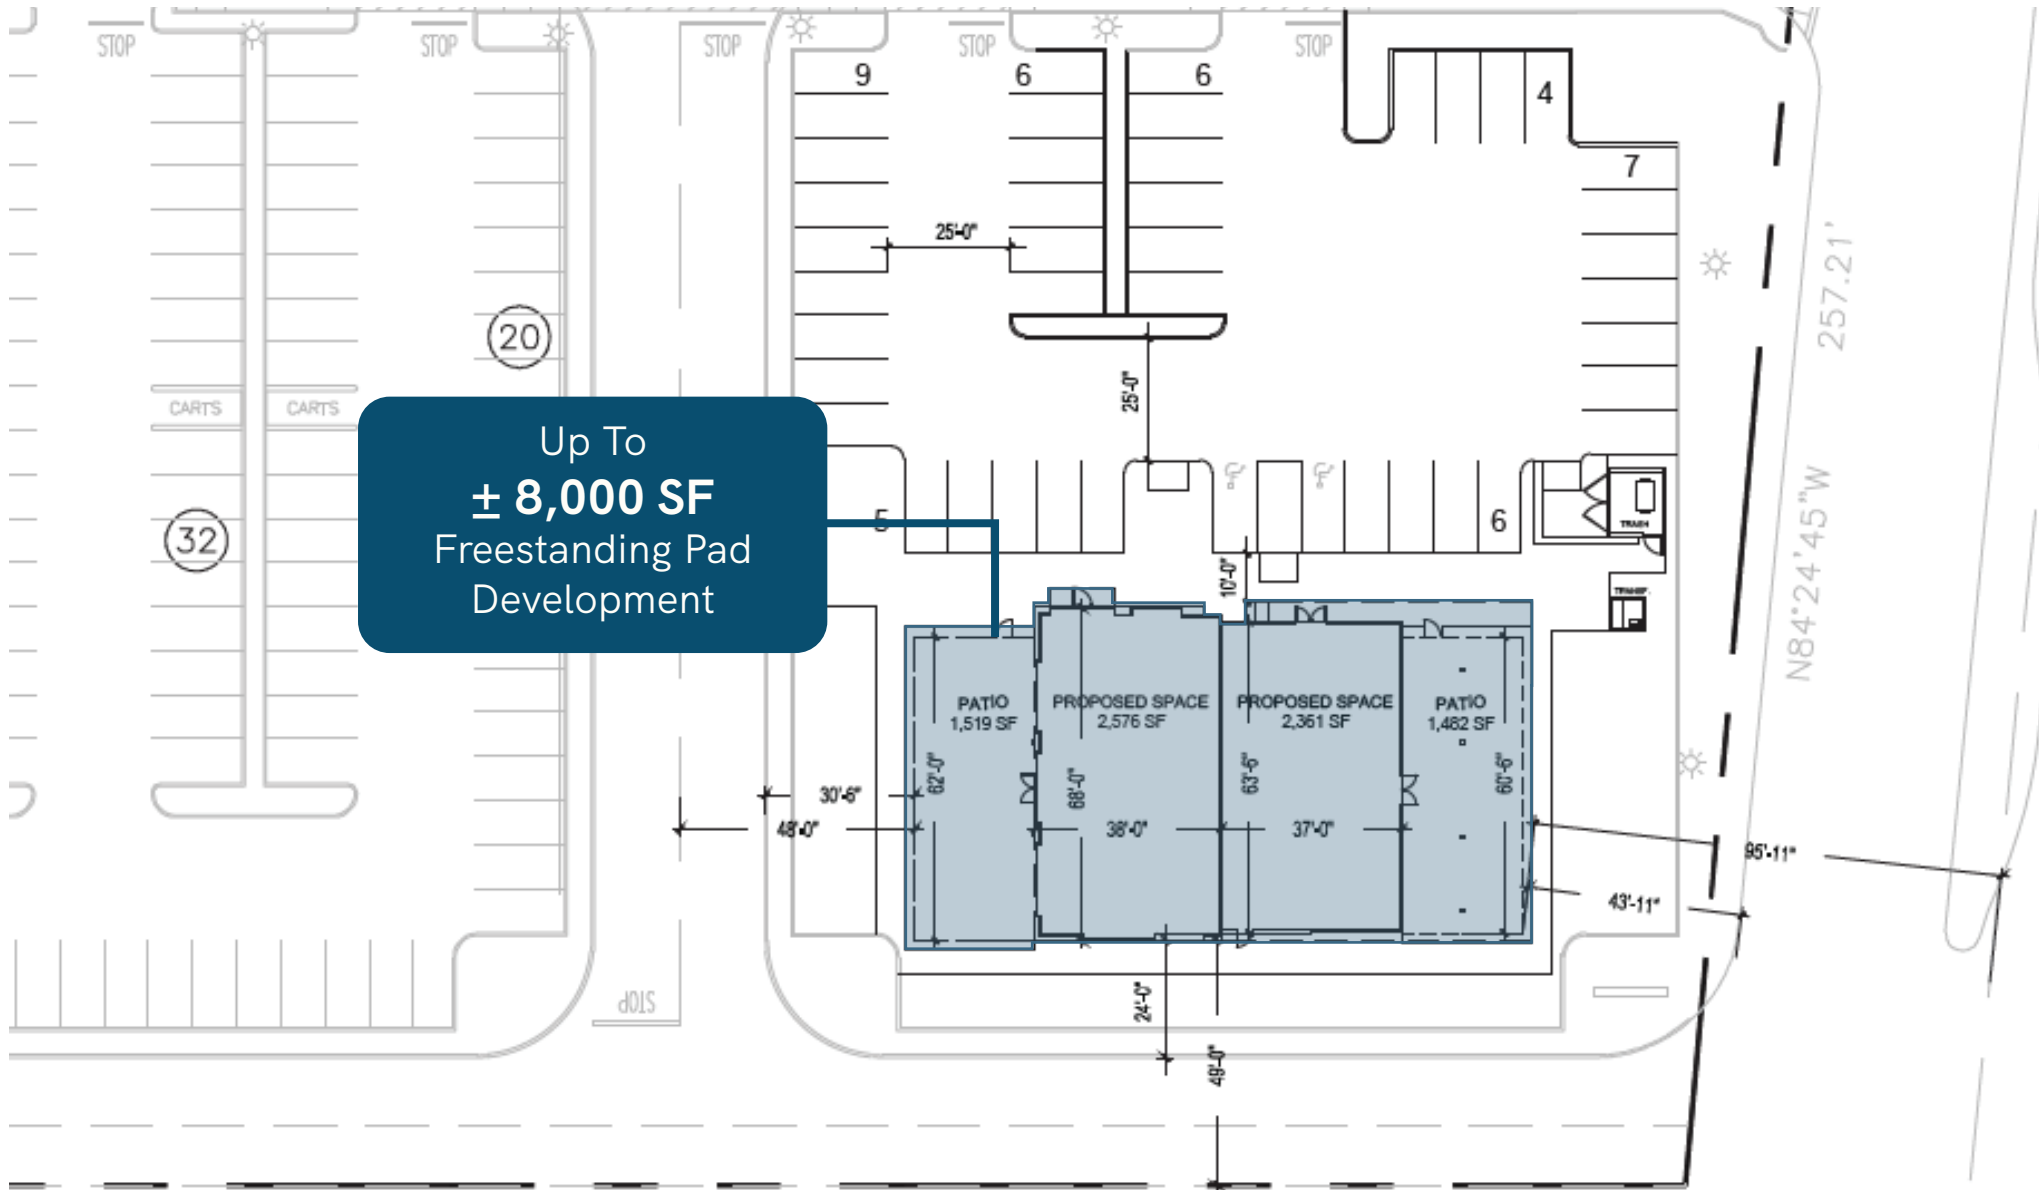 STOP
STOP
STOP
STOP
STOP
9
6
6
4
7
25'-0"
257.21'
20
25'-0"
CARTS
CARTS
Up To
± 8,000 SF
Freestanding Pad
Development
N84°24'45"W
32
5
6
TRASH
10'-0"
TRANSF.
PATIO
1,519 SF
PROPOSED SPACE
2,576 SF
PROPOSED SPACE
2,361 SF
PATIO
1,462 SF
62'-0"
68'-0"
63'-6"
60'-6"
30'-6"
48'-0"
38'-0"
37'-0"
95'-11"
43'-11"
STOP
24'-0"
49'-0"